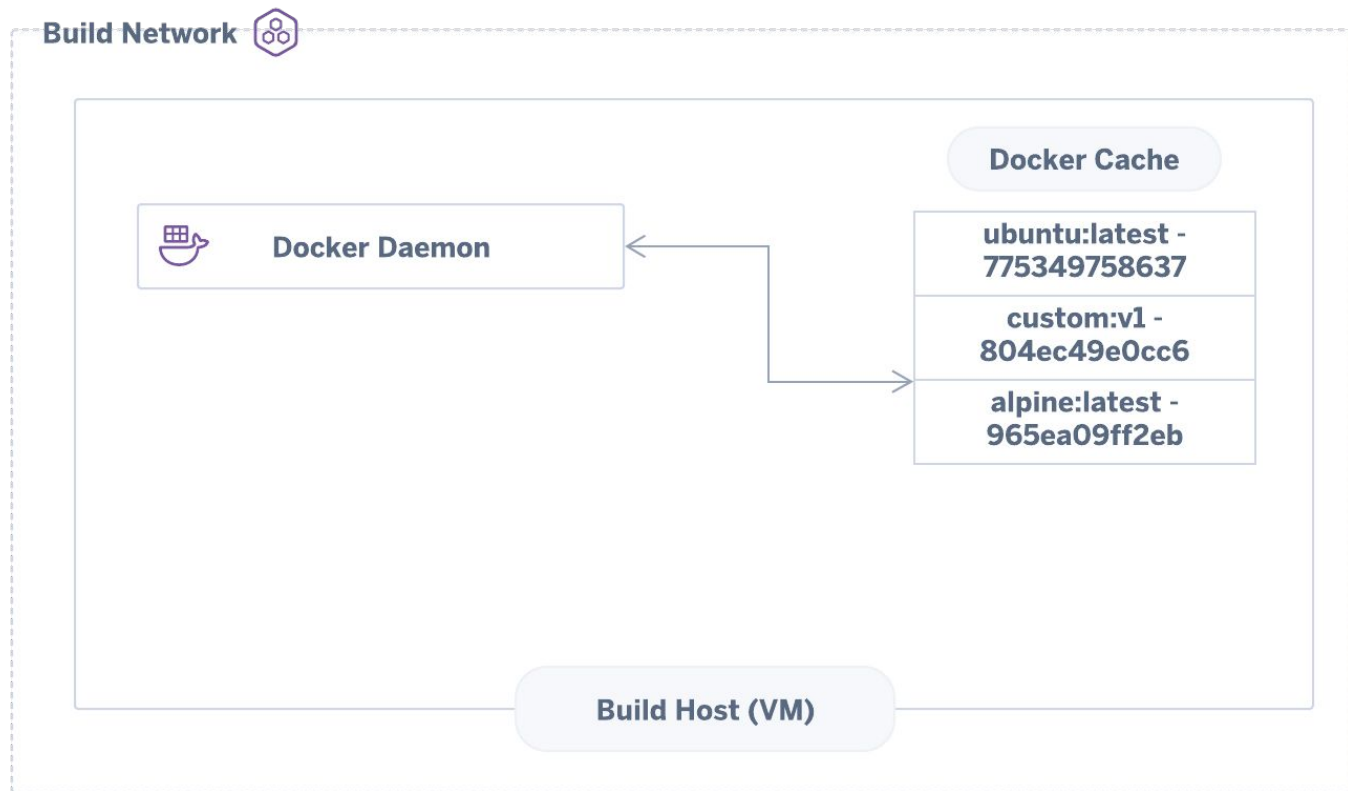 Build Network
Docker Cache
Docker Daemon
ubuntu:latest -
775349758637
custom:v1 -
804ec49e0cc6
alpine:latest -
965ea09ff2eb
Build Host (VM)